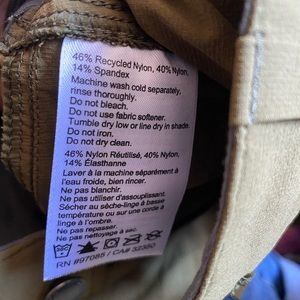 46% Recycled Nylon, 40% Nylon,
14% Spandex
Machine wash cold separately,
rinse thoroughly.
Do not bleach.
Do not use fabric softener.
Tumble dry low or line dry in shade.
Do not iron.
Do not dry clean.
46% Nylon Réutilisé, 40% Nylon,
14% Élasthanne
Laver à la machine séparément à
l'eau froide, bien rincer.
Ne pas blanchir.
Ne pas utiliser d'assouplissant.
Sécher au sèche-linge à basse
température ou sur une corde à
linge à l'ombre.
Ne pas repasser.
Ne pas nettoyer à sec.
RN #97085 / CA# 32350